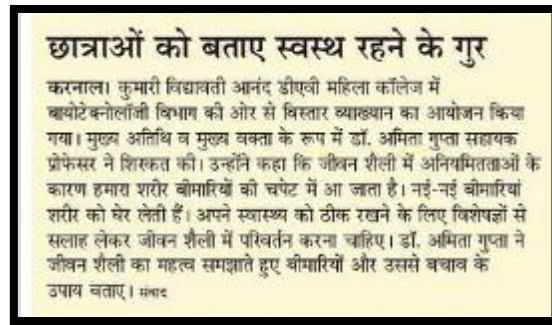 छात्राओं को बताए स्वस्थ रहने के गुर
करनाल। कुमारी विद्यावती आनंद डीएवी महिला कॉलेज में
बायोटेक्नोलॉजी विभाग की ओर से विस्तार व्याख्यान का आयोजन किया
गया। मुख्य अतिथि व मुख्य वक्ता के रूप में डॉ. अमिता गुप्ता सहायक
प्रोफेसर ने शिरकत की। उन्होंने कहा कि जीवन शैली में अनियमितताओं के
कारण हमारा शरीर बीमारियों की चपेट में आ जाता है। नई-नई बीमारियां
शरीर को घेर लेती हैं। अपने स्वास्थ्य को ठीक रखने के लिए विशेषज्ञों से
सलाह लेकर जीवन शैली में परिवर्तन करना चाहिए। डॉ. अमिता गुप्ता ने
जीवन शैली का महत्व समझाते हुए बीमारियों और उससे बचाव के
उपाय बताए। संवाद